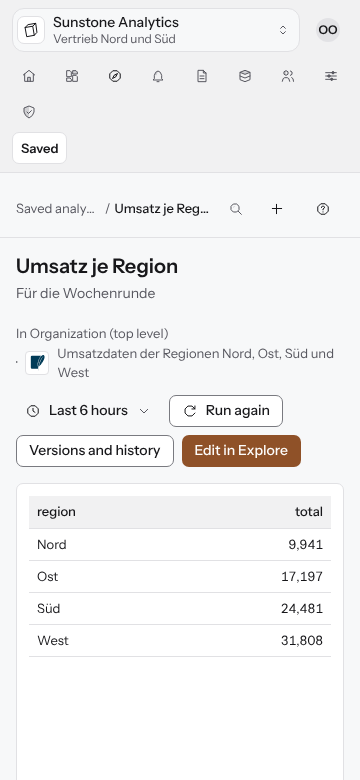 Sunstone Analytics
Vertrieb Nord und Süd
OO
Saved
Saved analy... / Umsatz je Reg...
Umsatz je Region
Für die Wochenrunde
In Organization (top level)
· Umsatzdaten der Regionen Nord, Ost, Süd und
West
Last 6 hours
Run again
Versions and history
Edit in Explore
region total
Nord 9,941
Ost 17,197
Süd 24,481
West 31,808